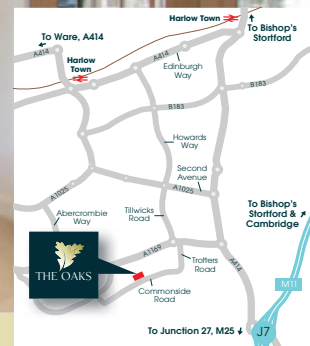 Harlow Town
To Bishop's
Stortford
To Ware, A414
A414
Harlow
Town
A414
Edinburgh
Way
B183
B183
Howards
Way
Second
Avenue
A1025
A1025
Abercrombie
Way
Tillwicks
Road
To Bishop's
Stortford &
Cambridge
A1169
Trotters
Road
A414
THE OAKS
M11
Commonside
Road
To Junction 27, M25
J7